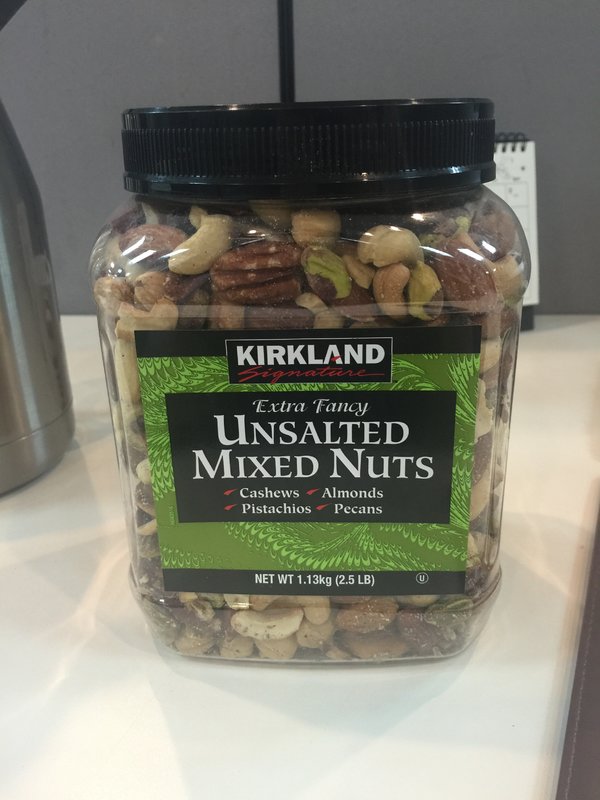 KIRKLAND
Signature
Extra Fancy
UNSALTED
MIXED NUTS
Cashews Almonds
Pistachios Pecans
NET WT 1.13kg (2.5 LB)
U